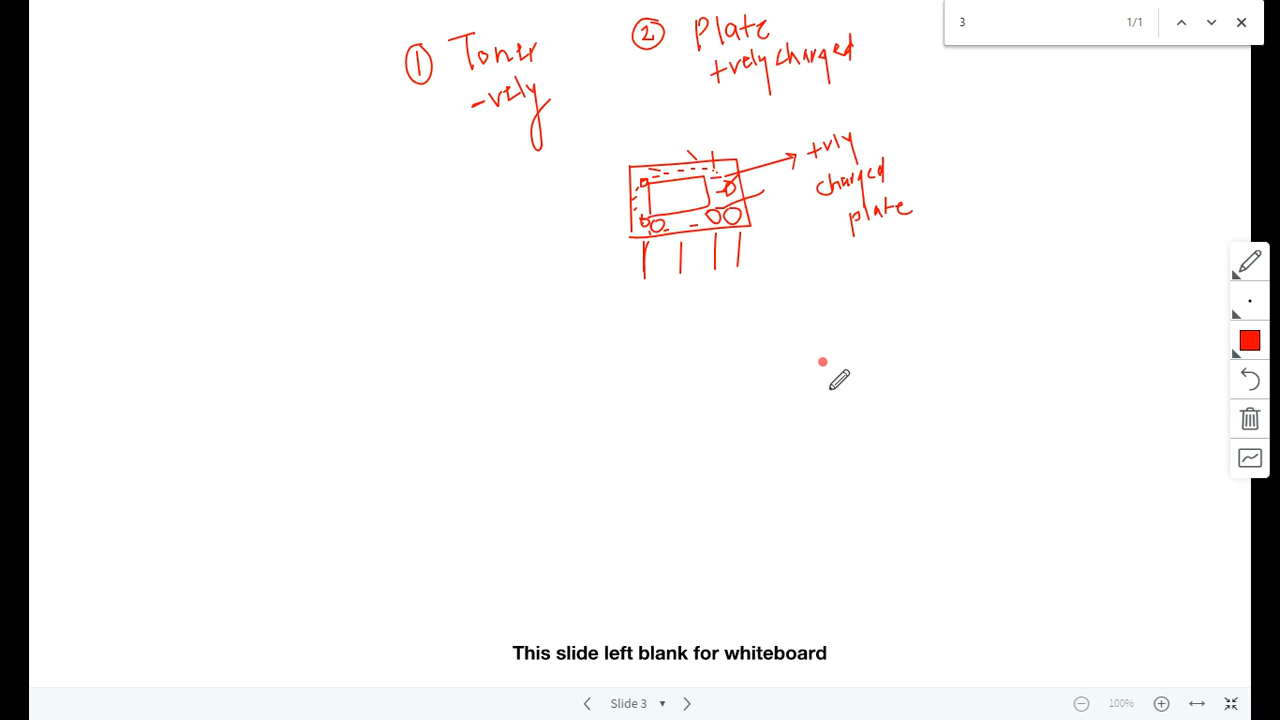 3 1/1
① Toner
-vely
② Plate
+vely charged
+vly
charged
plate
This slide left blank for whiteboard
Slide 3
100%